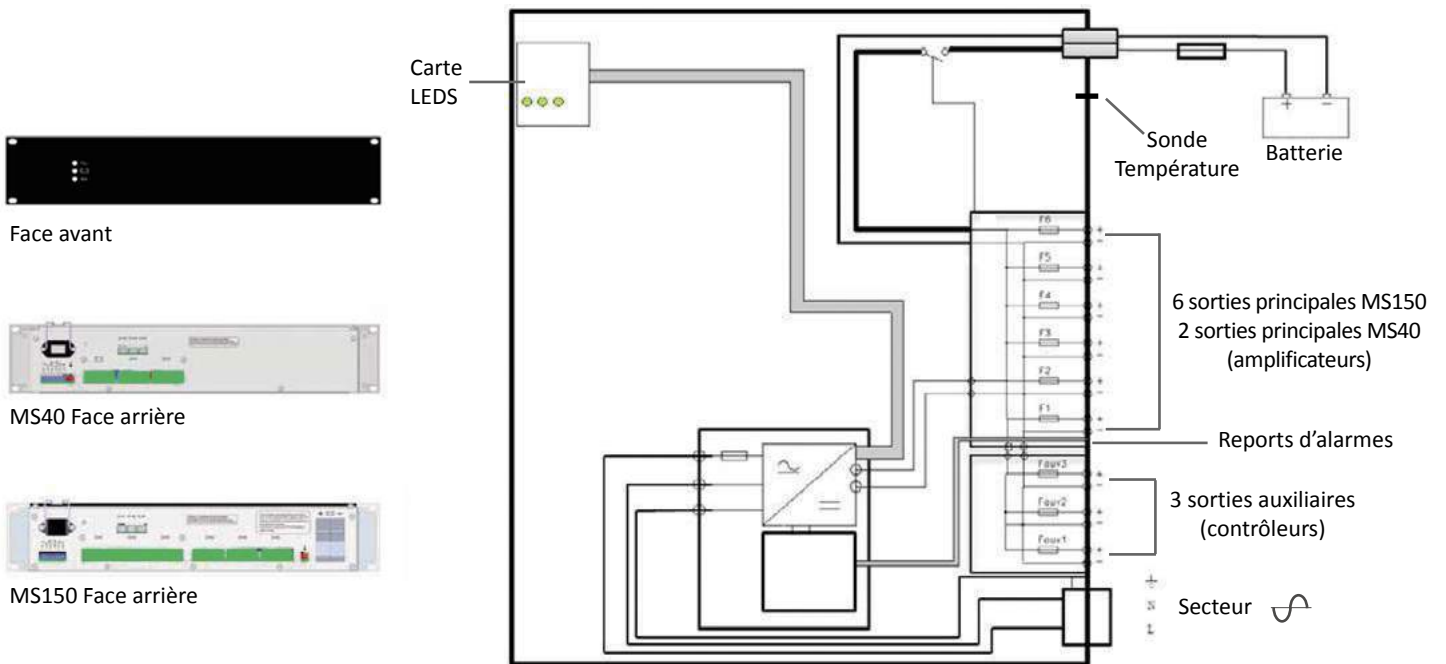 Carte
LEDS
Face avant
MS40 Face arrière
MS150 Face arrière
+ −
Batterie
Sonde
Température
F6
+
−
F5
+
−
F4
+
−
F3
+
−
F2
+
−
F1
+
−
6 sorties principales MS150
2 sorties principales MS40
(amplificateurs)
Reports d’alarmes
Faux3
+
−
Faux2
+
−
Faux1
+
−
3 sorties auxiliaires
(contrôleurs)
N
L
Secteur